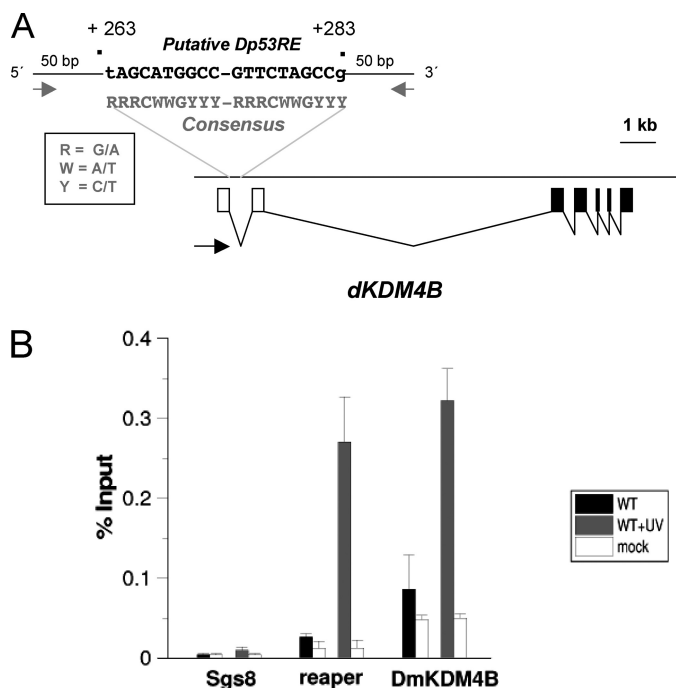 A
+ 263
Putative Dp53RE
+283
5´ 50 bp tAGCATGGCC-GTTCTAGCCg 50 bp 3´
RRRCWWGYYY-RRRCWWGYYY
Consensus
R = G/A
W = A/T
Y = C/T
1 kb
dKDM4B
B
0.4
0.3
0.2
0.1
0
% Input
Sgs8 reaper DmKDM4B
WT
WT+UV
mock